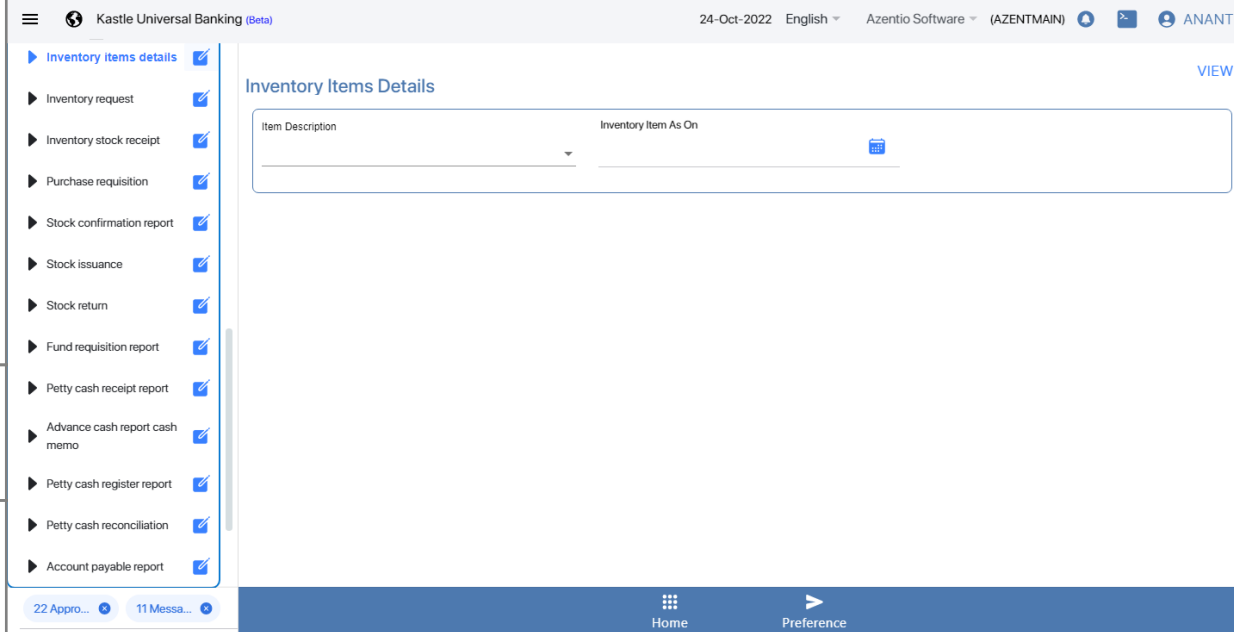 Kastle Universal Banking (Beta)
24-Oct-2022 English Azentio Software (AZENTMAIN) ANANT
Inventory items details
Inventory request
Inventory stock receipt
Purchase requisition
Stock confirmation report
Stock issuance
Stock return
Fund requisition report
Petty cash receipt report
Advance cash report cash
memo
Petty cash register report
Petty cash reconciliation
Account payable report
22 Appro...
11 Messa...
VIEW
Inventory Items Details
Item Description
Inventory Item As On
Home
Preference